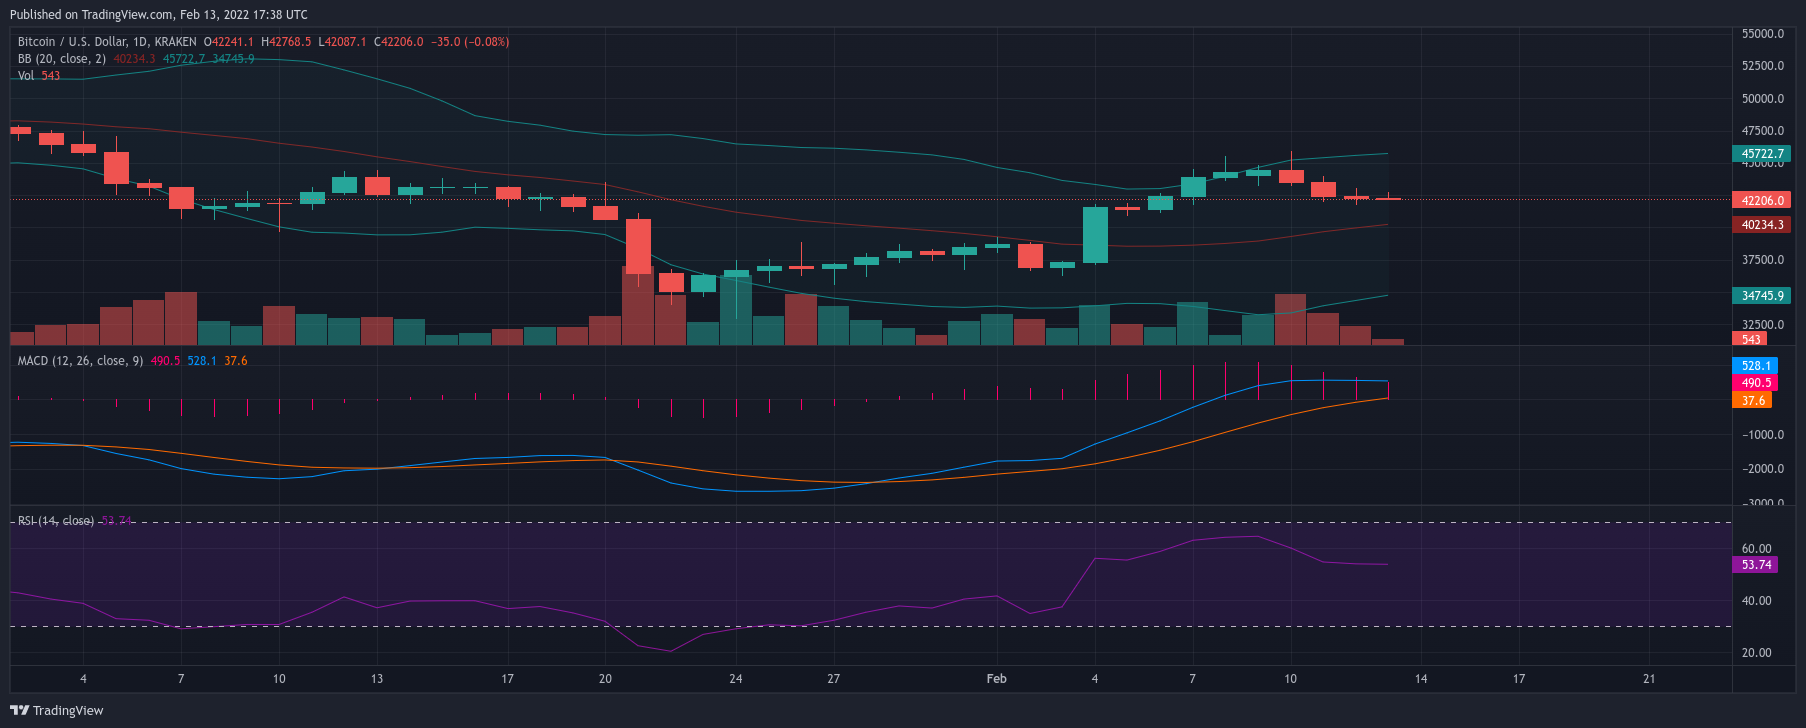 Published on TradingView.com, Feb 13, 2022 17:38 UTC
Bitcoin / U.S. Dollar, 1D, KRAKEN O42241.1 H42768.5 L42087.1 C42206.0 −35.0 (−0.08%)
BB (20, close, 2) 40234.3 45722.7 34745.9
Vol 543
55000.0
52500.0
50000.0
47500.0
45722.7
45000.0
42206.0
40234.3
37500.0
34745.9
32500.0
543
MACD (12, 26, close, 9) 490.5 528.1 37.6
528.1
490.5
37.6
−1000.0
−2000.0
−3000.0
RSI (14, close) 53.74
60.00
53.74
40.00
20.00
4 7 10 13 17 20 24 27 Feb 4 7 10 14 17 21
TradingView